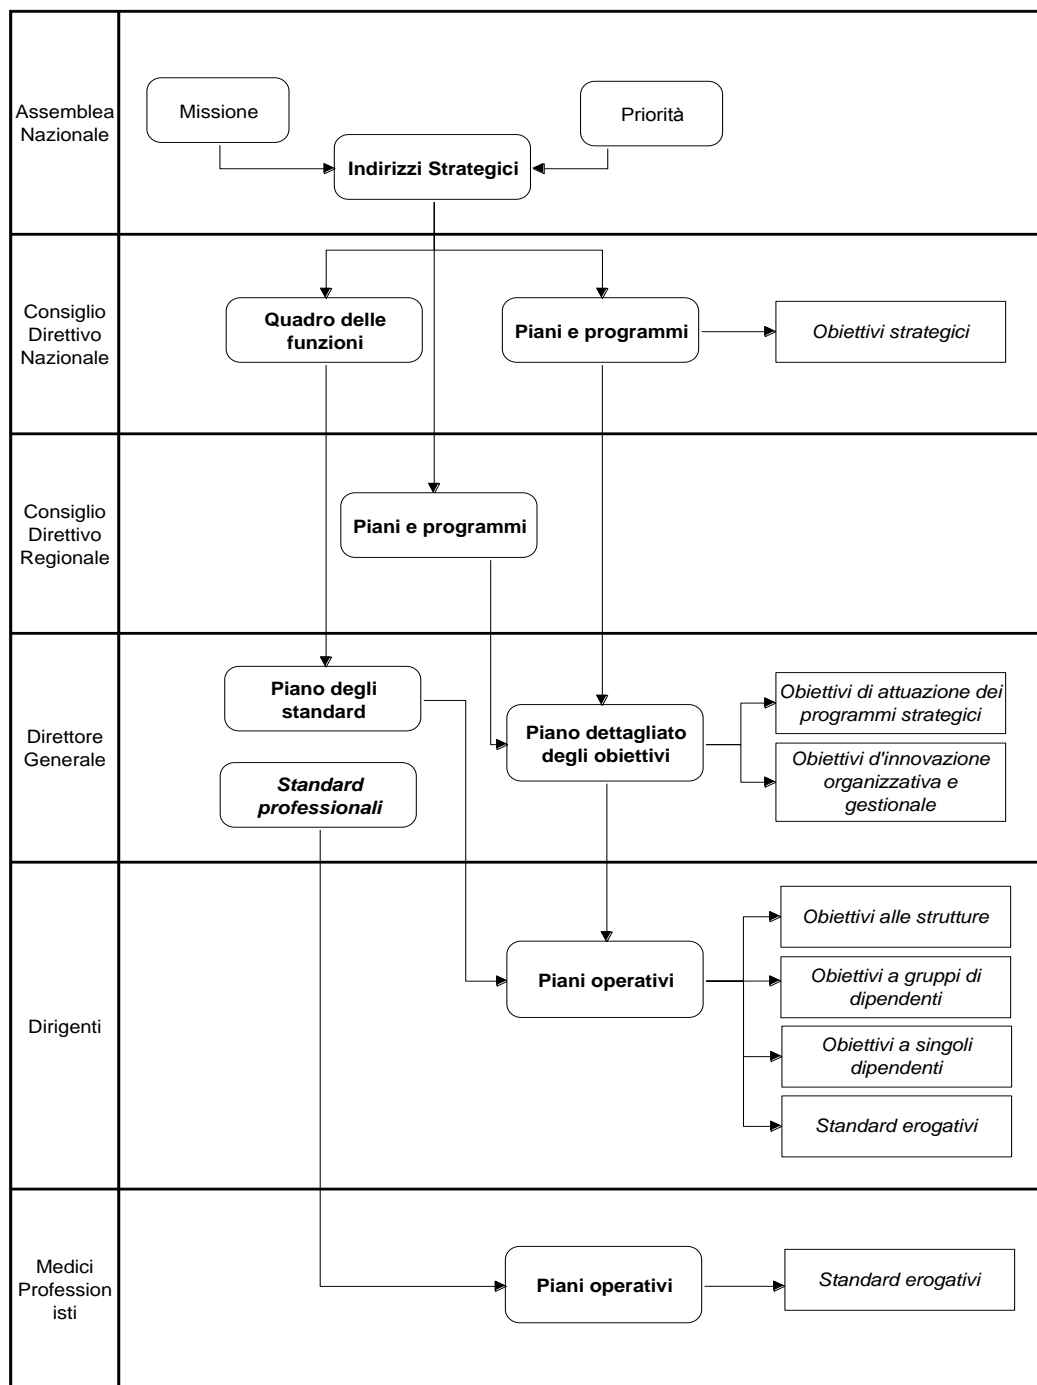 Assemblea
Nazionale
Missione
Priorità
Indirizzi Strategici
Consiglio
Direttivo
Nazionale
Quadro delle
funzioni
Piani e programmi
Obiettivi strategici
Consiglio
Direttivo
Regionale
Piani e programmi
Direttore
Generale
Piano degli
standard
Standard
professionali
Piano dettagliato
degli obiettivi
Obiettivi di attuazione dei
programmi strategici
Obiettivi d'innovazione
organizzativa e
gestionale
Dirigenti
Piani operativi
Obiettivi alle strutture
Obiettivi a gruppi di
dipendenti
Obiettivi a singoli
dipendenti
Standard erogativi
Medici
Profession
isti
Piani operativi
Standard erogativi